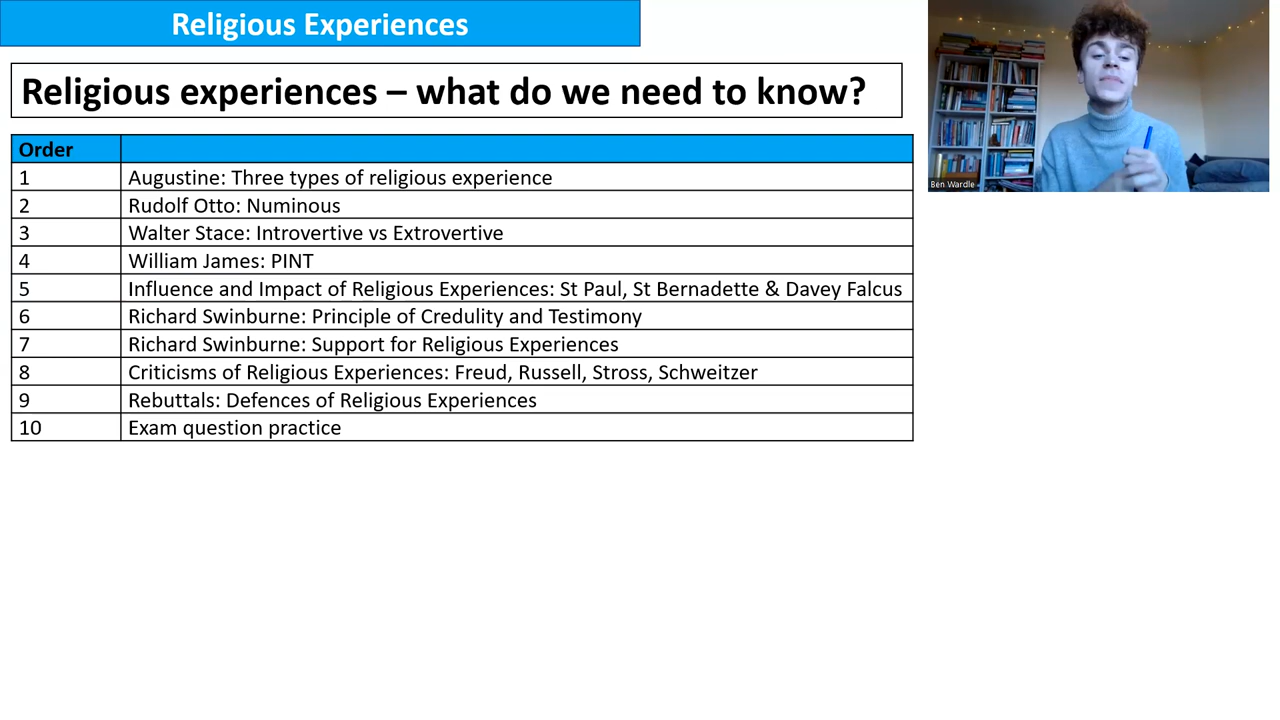 Religious Experiences
Religious experiences – what do we need to know?
Order
1 Augustine: Three types of religious experience
2 Rudolf Otto: Numinous
3 Walter Stace: Introvertive vs Extrovertive
4 William James: PINT
5 Influence and Impact of Religious Experiences: St Paul, St Bernadette & Davey Falcus
6 Richard Swinburne: Principle of Credulity and Testimony
7 Richard Swinburne: Support for Religious Experiences
8 Criticisms of Religious Experiences: Freud, Russell, Stross, Schweitzer
9 Rebuttals: Defences of Religious Experiences
10 Exam question practice
Ben Wardle